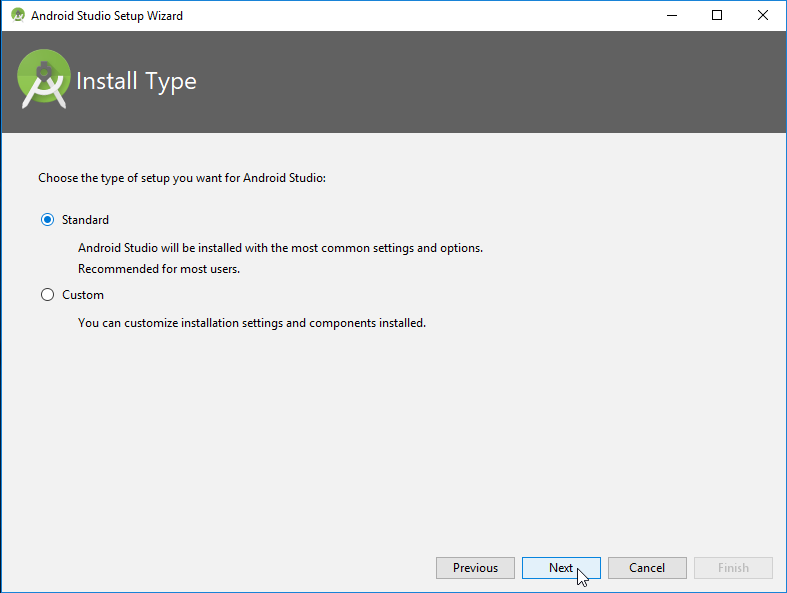 Android Studio Setup Wizard
Install Type
Choose the type of setup you want for Android Studio:
Standard
Android Studio will be installed with the most common settings and options.
Recommended for most users.
Custom
You can customize installation settings and components installed.
Previous
Next
Cancel
Finish